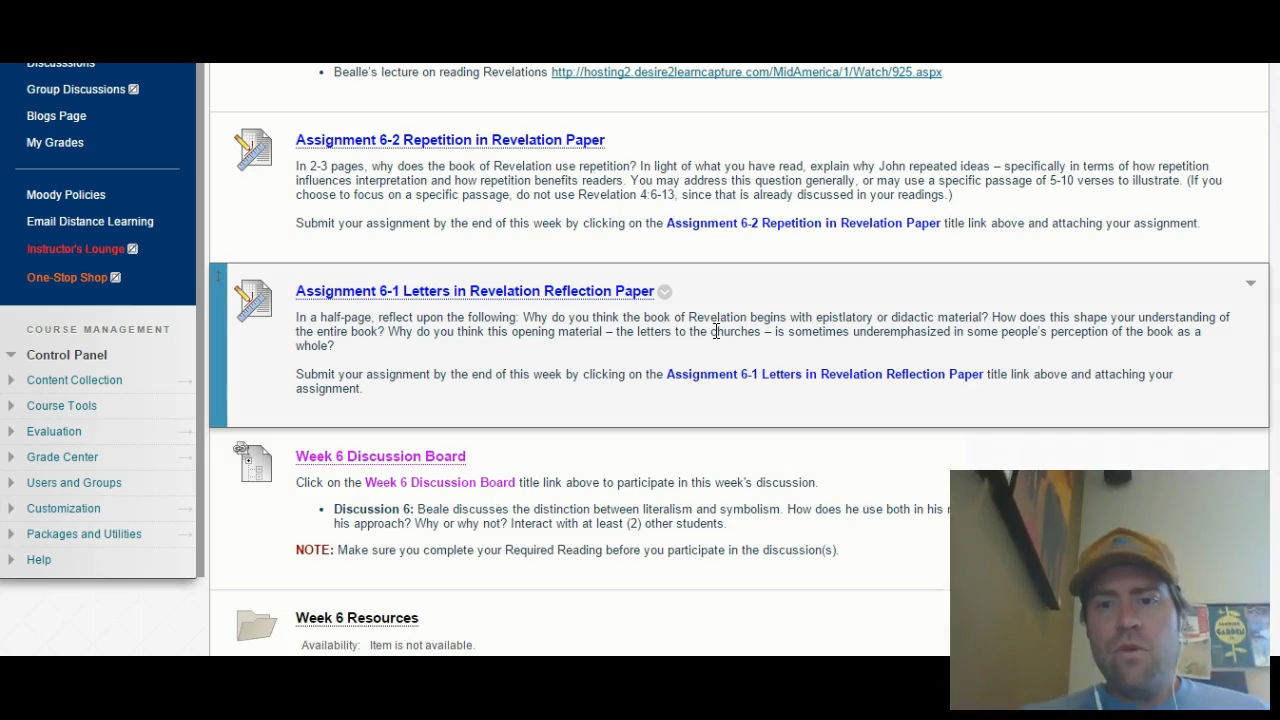 Discusssions
Group Discussions
Blogs Page
My Grades
Moody Policies
Email Distance Learning
Instructor's Lounge
One-Stop Shop
COURSE MANAGEMENT
Control Panel
Content Collection
Course Tools
Evaluation
Grade Center
Users and Groups
Customization
Packages and Utilities
Help
Bealle's lecture on reading Revelations http://hosting2.desire2learncapture.com/MidAmerica/1/Watch/925.aspx
Assignment 6-2 Repetition in Revelation Paper
In 2-3 pages, why does the book of Revelation use repetition? In light of what you have read, explain why John repeated ideas – specifically in terms of how repetition
influences interpretation and how repetition benefits readers. You may address this question generally, or may use a specific passage of 5-10 verses to illustrate. (If you
choose to focus on a specific passage, do not use Revelation 4:6-13, since that is already discussed in your readings.)
Submit your assignment by the end of this week by clicking on the Assignment 6-2 Repetition in Revelation Paper title link above and attaching your assignment.
Assignment 6-1 Letters in Revelation Reflection Paper
In a half-page, reflect upon the following: Why do you think the book of Revelation begins with epistlatory or didactic material? How does this shape your understanding of
the entire book? Why do you think this opening material – the letters to the churches – is sometimes underemphasized in some people's perception of the book as a
whole?
Submit your assignment by the end of this week by clicking on the Assignment 6-1 Letters in Revelation Reflection Paper title link above and attaching your
assignment.
Week 6 Discussion Board
Click on the Week 6 Discussion Board title link above to participate in this week's discussion.
Discussion 6: Beale discusses the distinction between literalism and symbolism. How does he use both in his
his approach? Why or why not? Interact with at least (2) other students.
NOTE: Make sure you complete your Required Reading before you participate in the discussion(s).
Week 6 Resources
Availability: Item is not available.
GARDEN